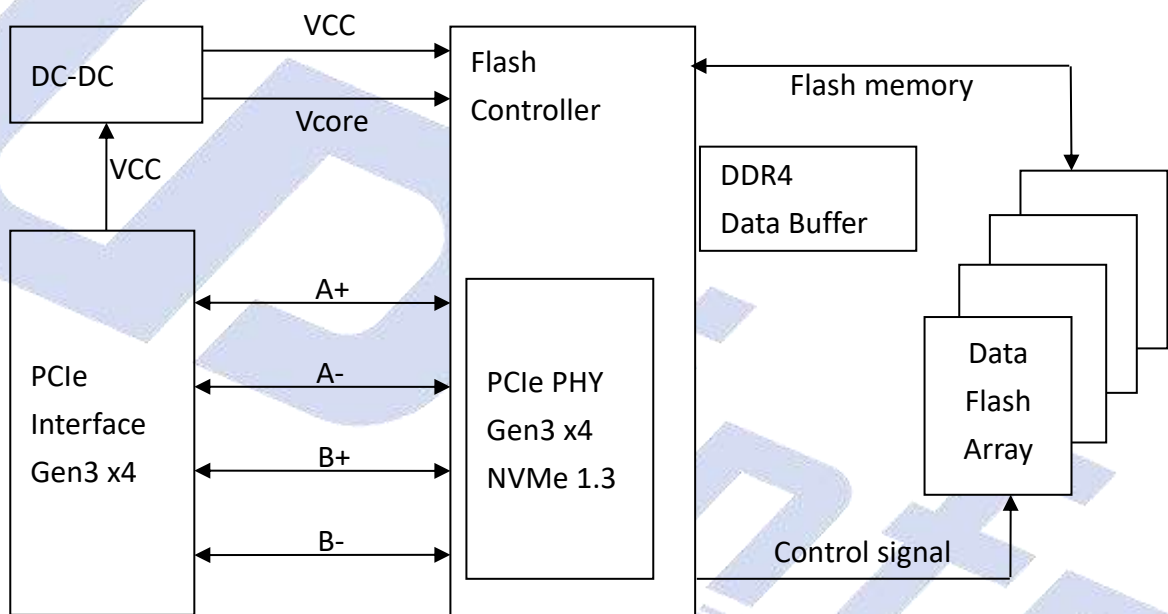 VCC
DC-DC
Vcore
VCC
Flash
Controller
Flash memory
DDR4
Data Buffer
PCIe
Interface
Gen3 x4
A+
A-
B+
B-
PCIe PHY
Gen3 x4
NVMe 1.3
Data
Flash
Array
Control signal